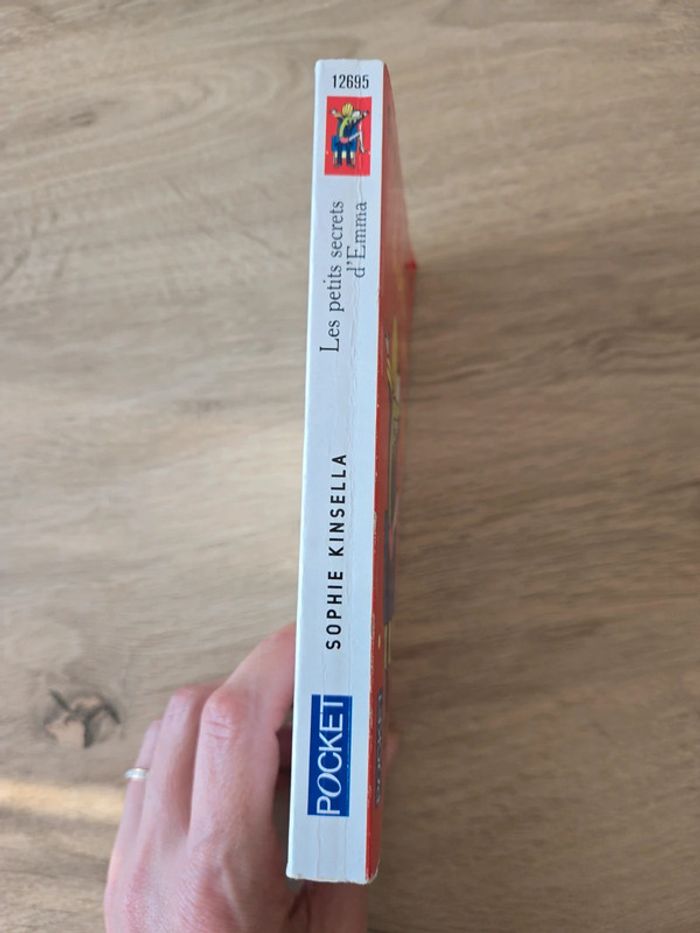 12695
Les petits secrets
d'Emma
SOPHIE KINSELLA
POCKET